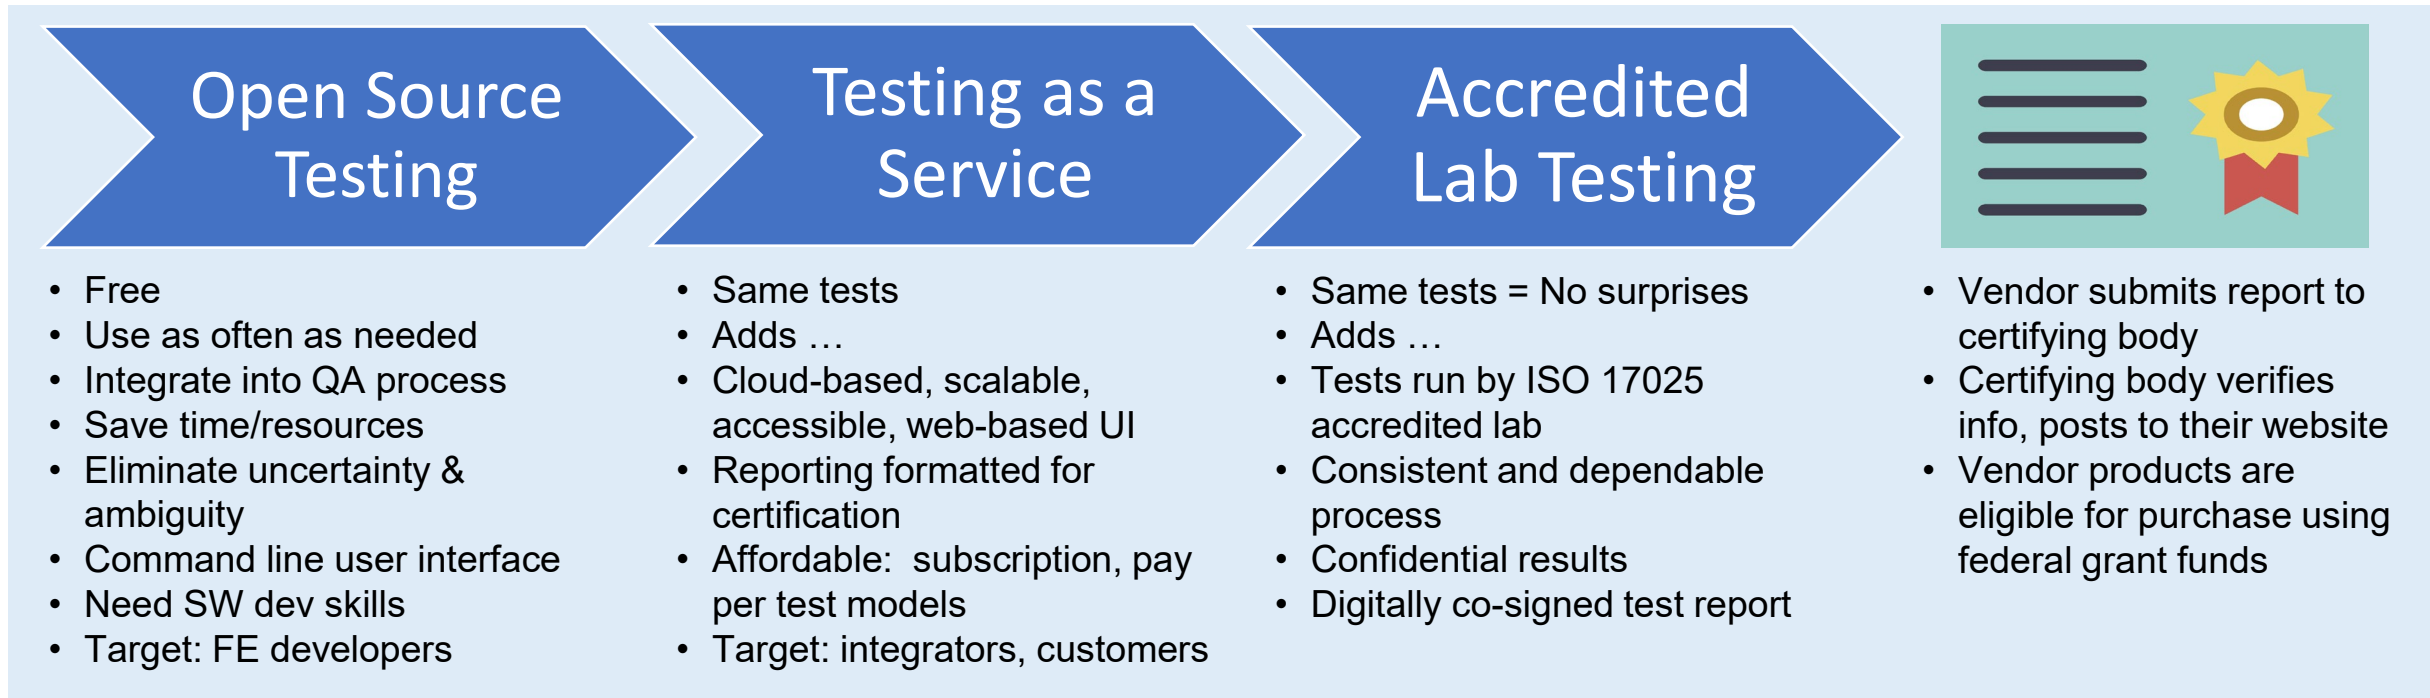 Open Source
Testing
• Free
• Use as often as needed
• Integrate into QA process
• Save time/resources
• Eliminate uncertainty &
ambiguity
• Command line user interface
• Need SW dev skills
• Target: FE developers
Testing as a
Service
• Same tests
• Adds …
• Cloud-based, scalable,
accessible, web-based UI
• Reporting formatted for
certification
• Affordable:  subscription, pay
per test models
• Target: integrators, customers
Accredited
Lab Testing
• Same tests = No surprises
• Adds …
• Tests run by ISO 17025
accredited lab
• Consistent and dependable
process
• Confidential results
• Digitally co-signed test report
• Vendor submits report to
certifying body
• Certifying body verifies
info, posts to their website
• Vendor products are
eligible for purchase using
federal grant funds